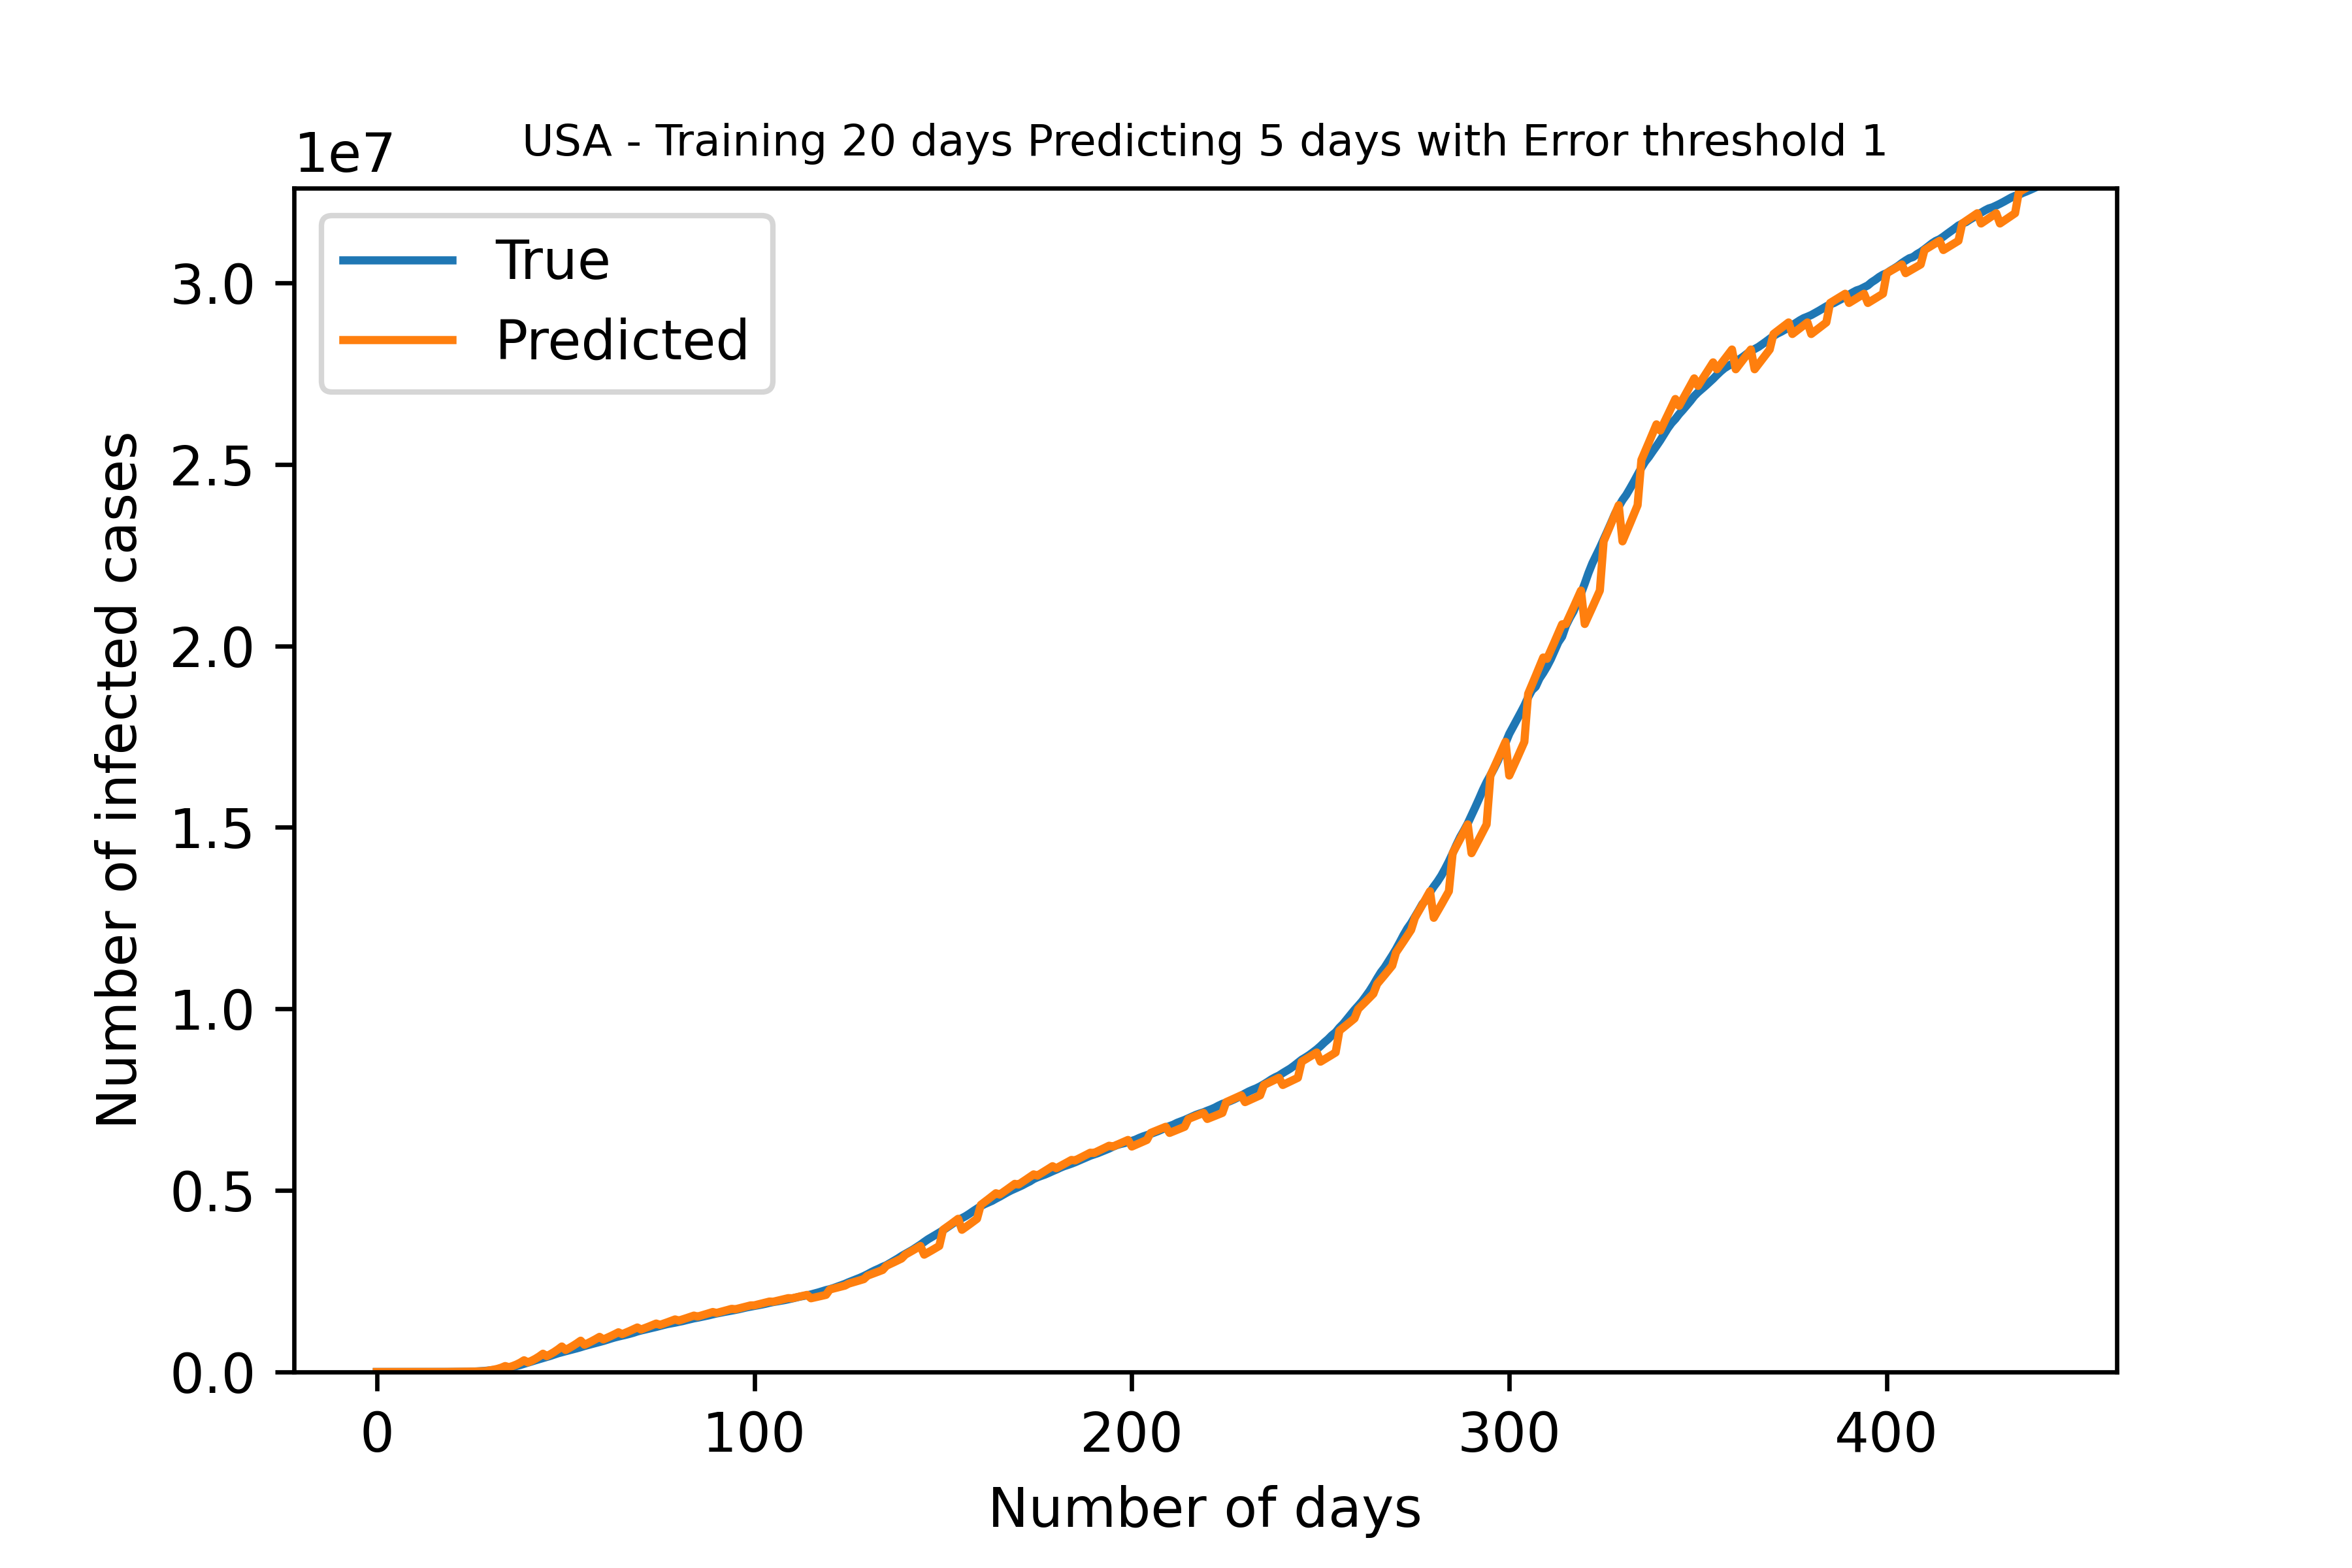 USA - Training 20 days Predicting 5 days with Error threshold 1
1e7
True
Predicted
3.0
2.5
2.0
1.5
1.0
0.5
0.0
Number of infected cases
0 100 200 300 400
Number of days